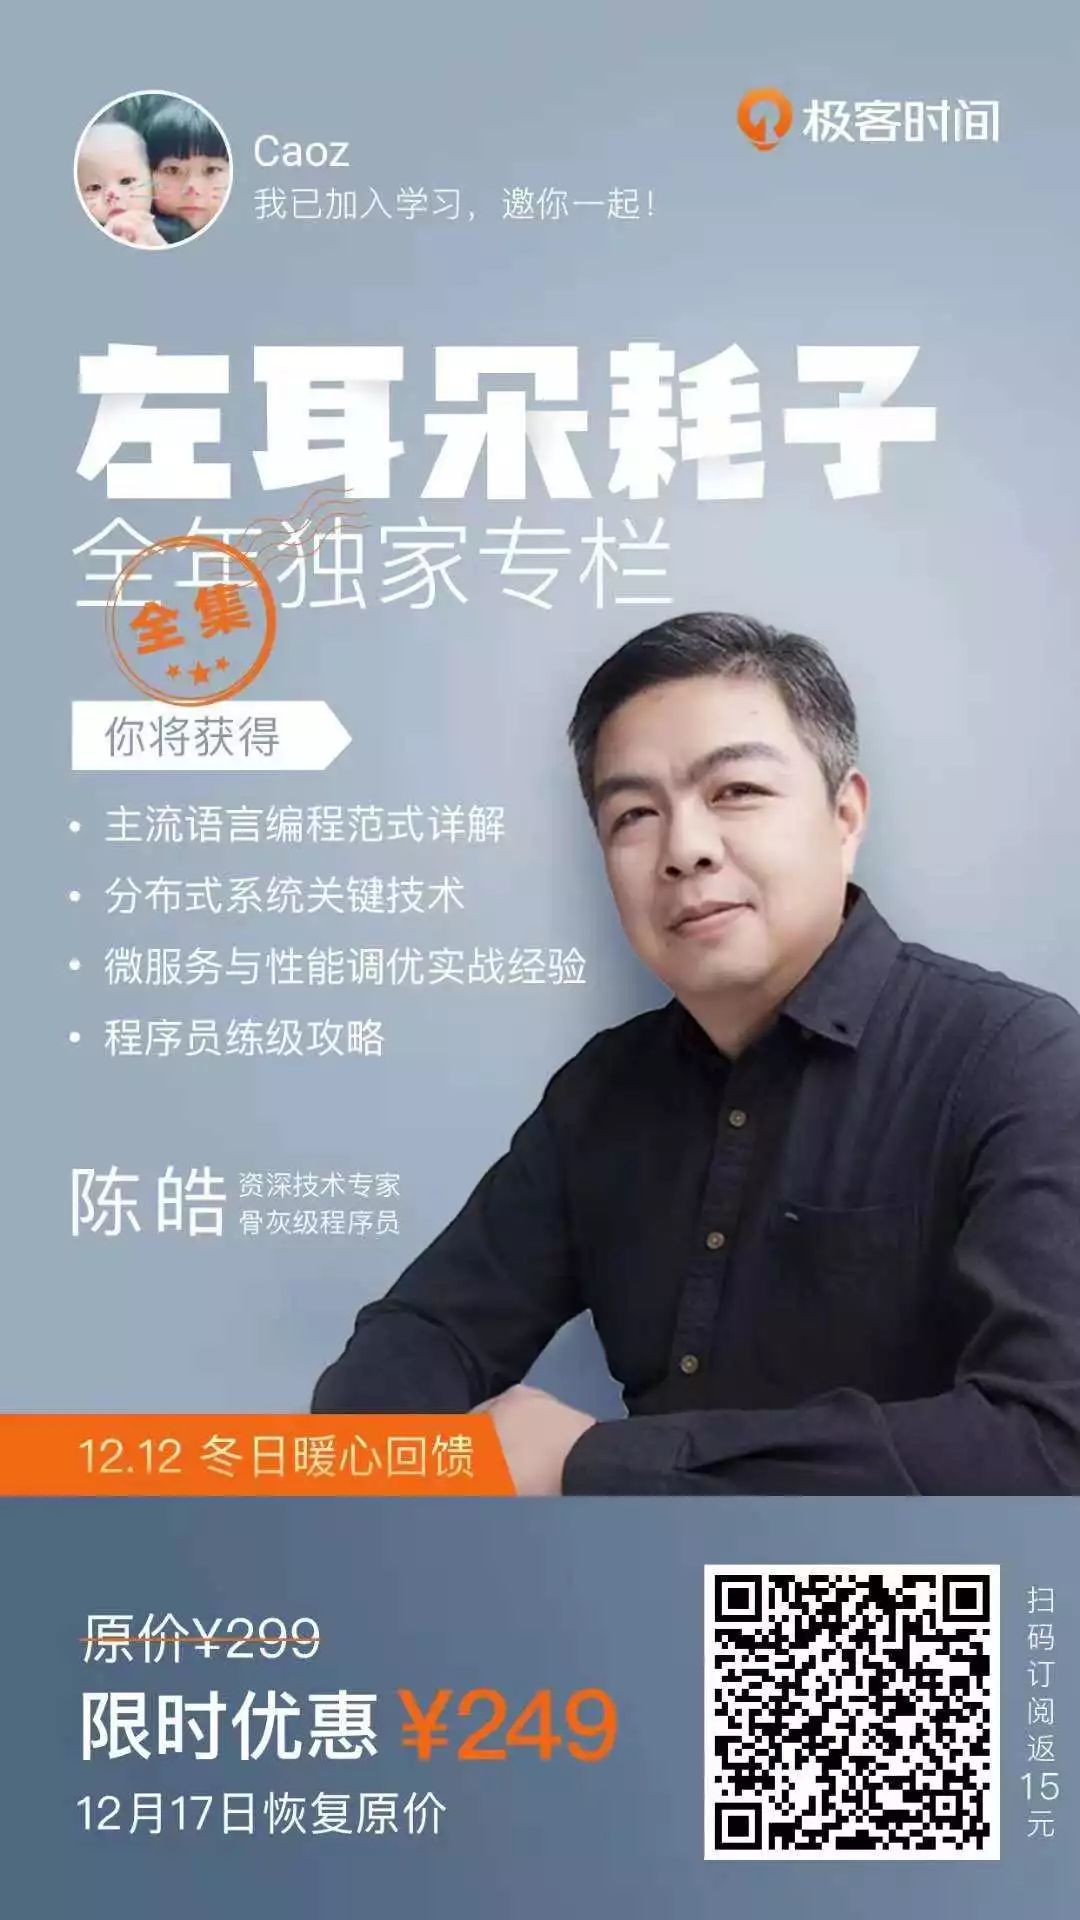 Caoz
我已加入学习，邀你一起！
极客时间
左耳朵耗子
全年独家专栏
全集
你将获得
• 主流语言编程范式详解
• 分布式系统关键技术
• 微服务与性能调优实战经验
• 程序员练级攻略
陈皓
资深技术专家
骨灰级程序员
12.12 冬日暖心回馈
原价¥299
限时优惠 ¥249
12月17日恢复原价
扫码订阅返15元